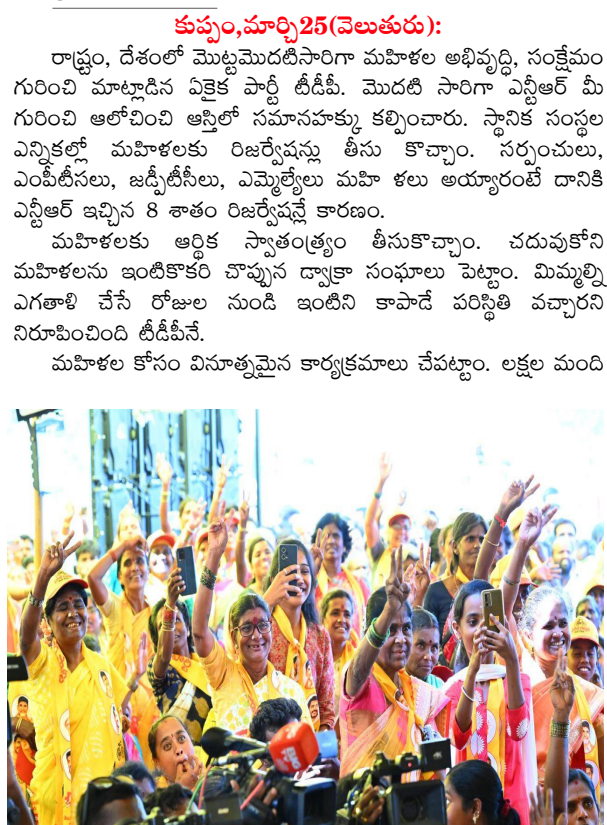 కుప్పం,మార్చి25(వెలుతురు):
రాష్ట్రం, దేశంలో మొట్టమొదటిసారిగా మహిళల అభివృద్ధి, సంక్షేమం
గురించి మాట్లాడిన ఏకైక పార్టీ టీడీపీ. మొదటి సారిగా ఎన్టీఆర్ మీ
గురించి ఆలోచించి ఆస్తిలో సమానహక్కు కల్పించారు. స్థానిక సంస్థల
ఎన్నికల్లో మహిళలకు రిజర్వేషన్లు తీసు కొచ్చాం. సర్పంచులు,
ఎంపీటీసలు, జడ్పీటీసీలు, ఎమ్మెల్యేలు మహి ళలు అయ్యారంటే దానికి
ఎన్టీఆర్ ఇచ్చిన 8 శాతం రిజర్వేషన్లే కారణం.
మహిళలకు ఆర్థిక స్వాతంత్ర్యం తీసుకొచ్చాం. చదువుకోని
మహిళలను ఇంటికొకరి చొప్పున డ్వాక్రా సంఘాలు పెట్టాం. మిమ్మల్ని
ఎగతాళి చేసే రోజుల నుండి ఇంటిని కాపాడే పరిస్థితి వచ్చారని
నిరూపించింది టీడీపీనే.
మహిళల కోసం వినూత్నమైన కార్యక్రమాలు చేపట్టాం. లక్షల మంది